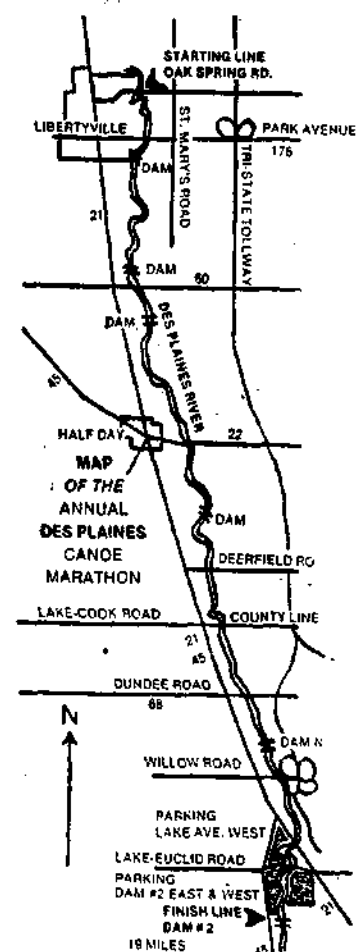 STARTING LINE
OAK SPRING RD.
LIBERTYVILLE
ST. MARY'S ROAD
PARK AVENUE
176
TRI-STATE TOLLWAY
DAM
21
DAM
60
DAM
DES PLAINES RIVER
45
HALF DAY
22
MAP
OF THE
ANNUAL
DES PLAINES
CANOE
MARATHON
DAM
DEERFIELD RD
LAKE-COOK ROAD
COUNTY LINE
21
45
DUNDEE ROAD
68
N
DAM
WILLOW ROAD
PARKING
LAKE AVE. WEST
LAKE-EUCLID ROAD
PARKING
DAM #2 EAST & WEST
21
FINISH LINE
DAM #2
19 MILES
45